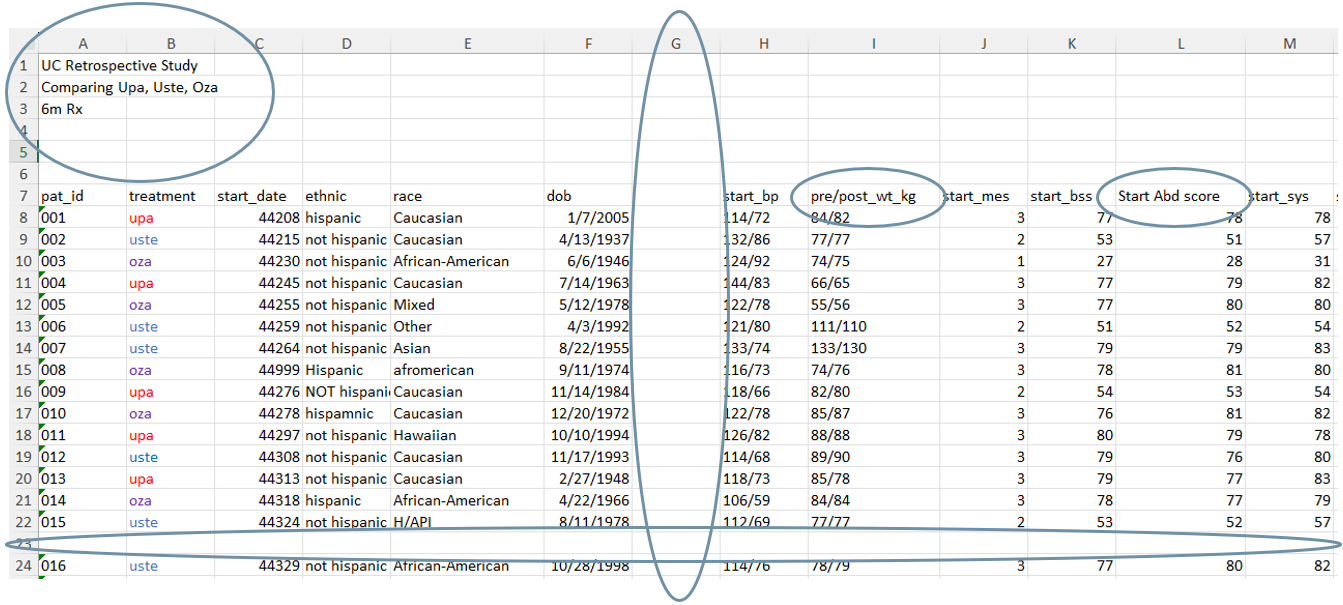 A B C D E F G H I J K L M
1 UC Retrospective Study
2 Comparing Upa, Uste, Oza
3 6m Rx
4
5
6
7 pat_id treatment start_date ethnic race dob start_bp pre/post_wt_kg start_mes start_bss Start Abd score start_sys
8 001 upa 44208 hispanic Caucasian 1/7/2005 114/72 84/82 3 77 78 78
9 002 uste 44215 not hispanic Caucasian 4/13/1937 132/86 77/77 2 53 51 57
10 003 oza 44230 not hispanic African-American 6/6/1946 124/92 74/75 1 27 28 31
11 004 upa 44245 not hispanic Caucasian 7/14/1963 144/83 66/65 3 77 79 82
12 005 oza 44255 not hispanic Mixed 5/12/1978 122/78 55/56 3 77 80 80
13 006 uste 44259 not hispanic Other 4/3/1992 121/80 111/110 2 51 52 54
14 007 uste 44264 not hispanic Asian 8/22/1955 133/74 133/130 3 79 79 83
15 008 oza 44999 Hispanic afromerican 9/11/1974 116/73 74/76 3 78 81 80
16 009 upa 44276 NOT hispani Caucasian 11/14/1984 118/66 82/80 2 54 53 54
17 010 oza 44278 hispamnic Caucasian 12/20/1972 122/78 85/87 3 76 81 82
18 011 upa 44297 not hispanic Hawaiian 10/10/1994 126/82 88/88 3 80 79 78
19 012 uste 44308 not hispanic Caucasian 11/17/1993 114/68 89/90 3 79 76 80
20 013 upa 44313 not hispanic Caucasian 2/27/1948 118/73 85/78 3 79 77 83
21 014 oza 44318 hispanic African-American 4/22/1966 106/59 84/84 3 78 77 79
22 015 uste 44324 not hispanic H/API 8/11/1978 112/69 77/77 2 53 52 57
23
24 016 uste 44329 not hispanic African-American 10/28/1998 114/76 78/79 3 77 80 82